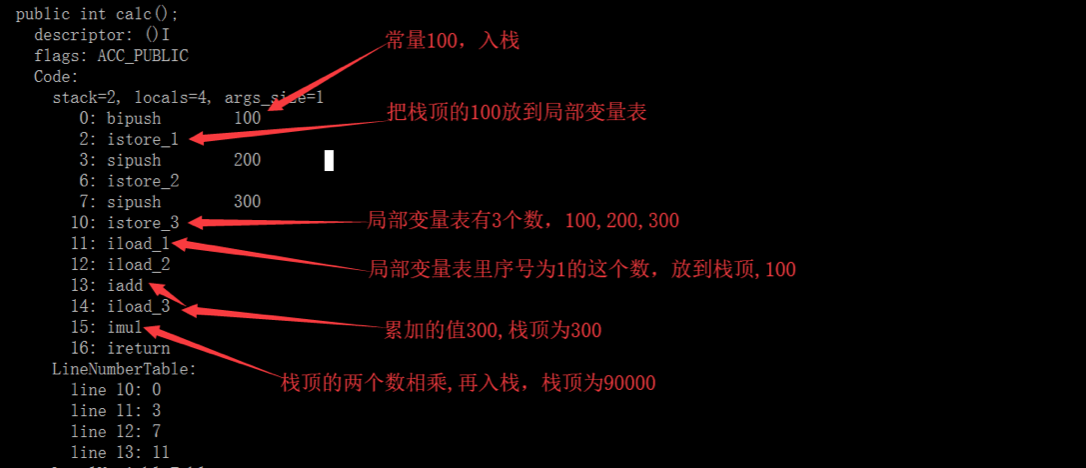 public int calc();
descriptor: ()I
flags: ACC_PUBLIC
Code:
stack=2, locals=4, args_size=1
0: bipush 100
2: istore_1
3: sipush 200
6: istore_2
7: sipush 300
10: istore_3
11: iload_1
12: iload_2
13: iadd
14: iload_3
15: imul
16: ireturn
LineNumberTable:
line 10: 0
line 11: 3
line 12: 7
line 13: 11
常量100，入栈
把栈顶的100放到局部变量表
局部变量表有3个数，100,200,300
局部变量表里序号为1的这个数，放到栈顶,100
累加的值300,栈顶为300
栈顶的两个数相乘,再入栈，栈顶为90000